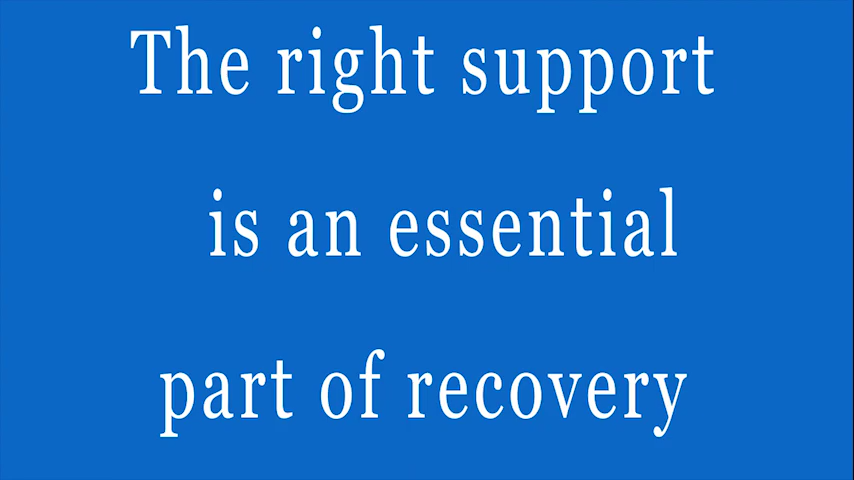 The right support
is an essential
part of recovery